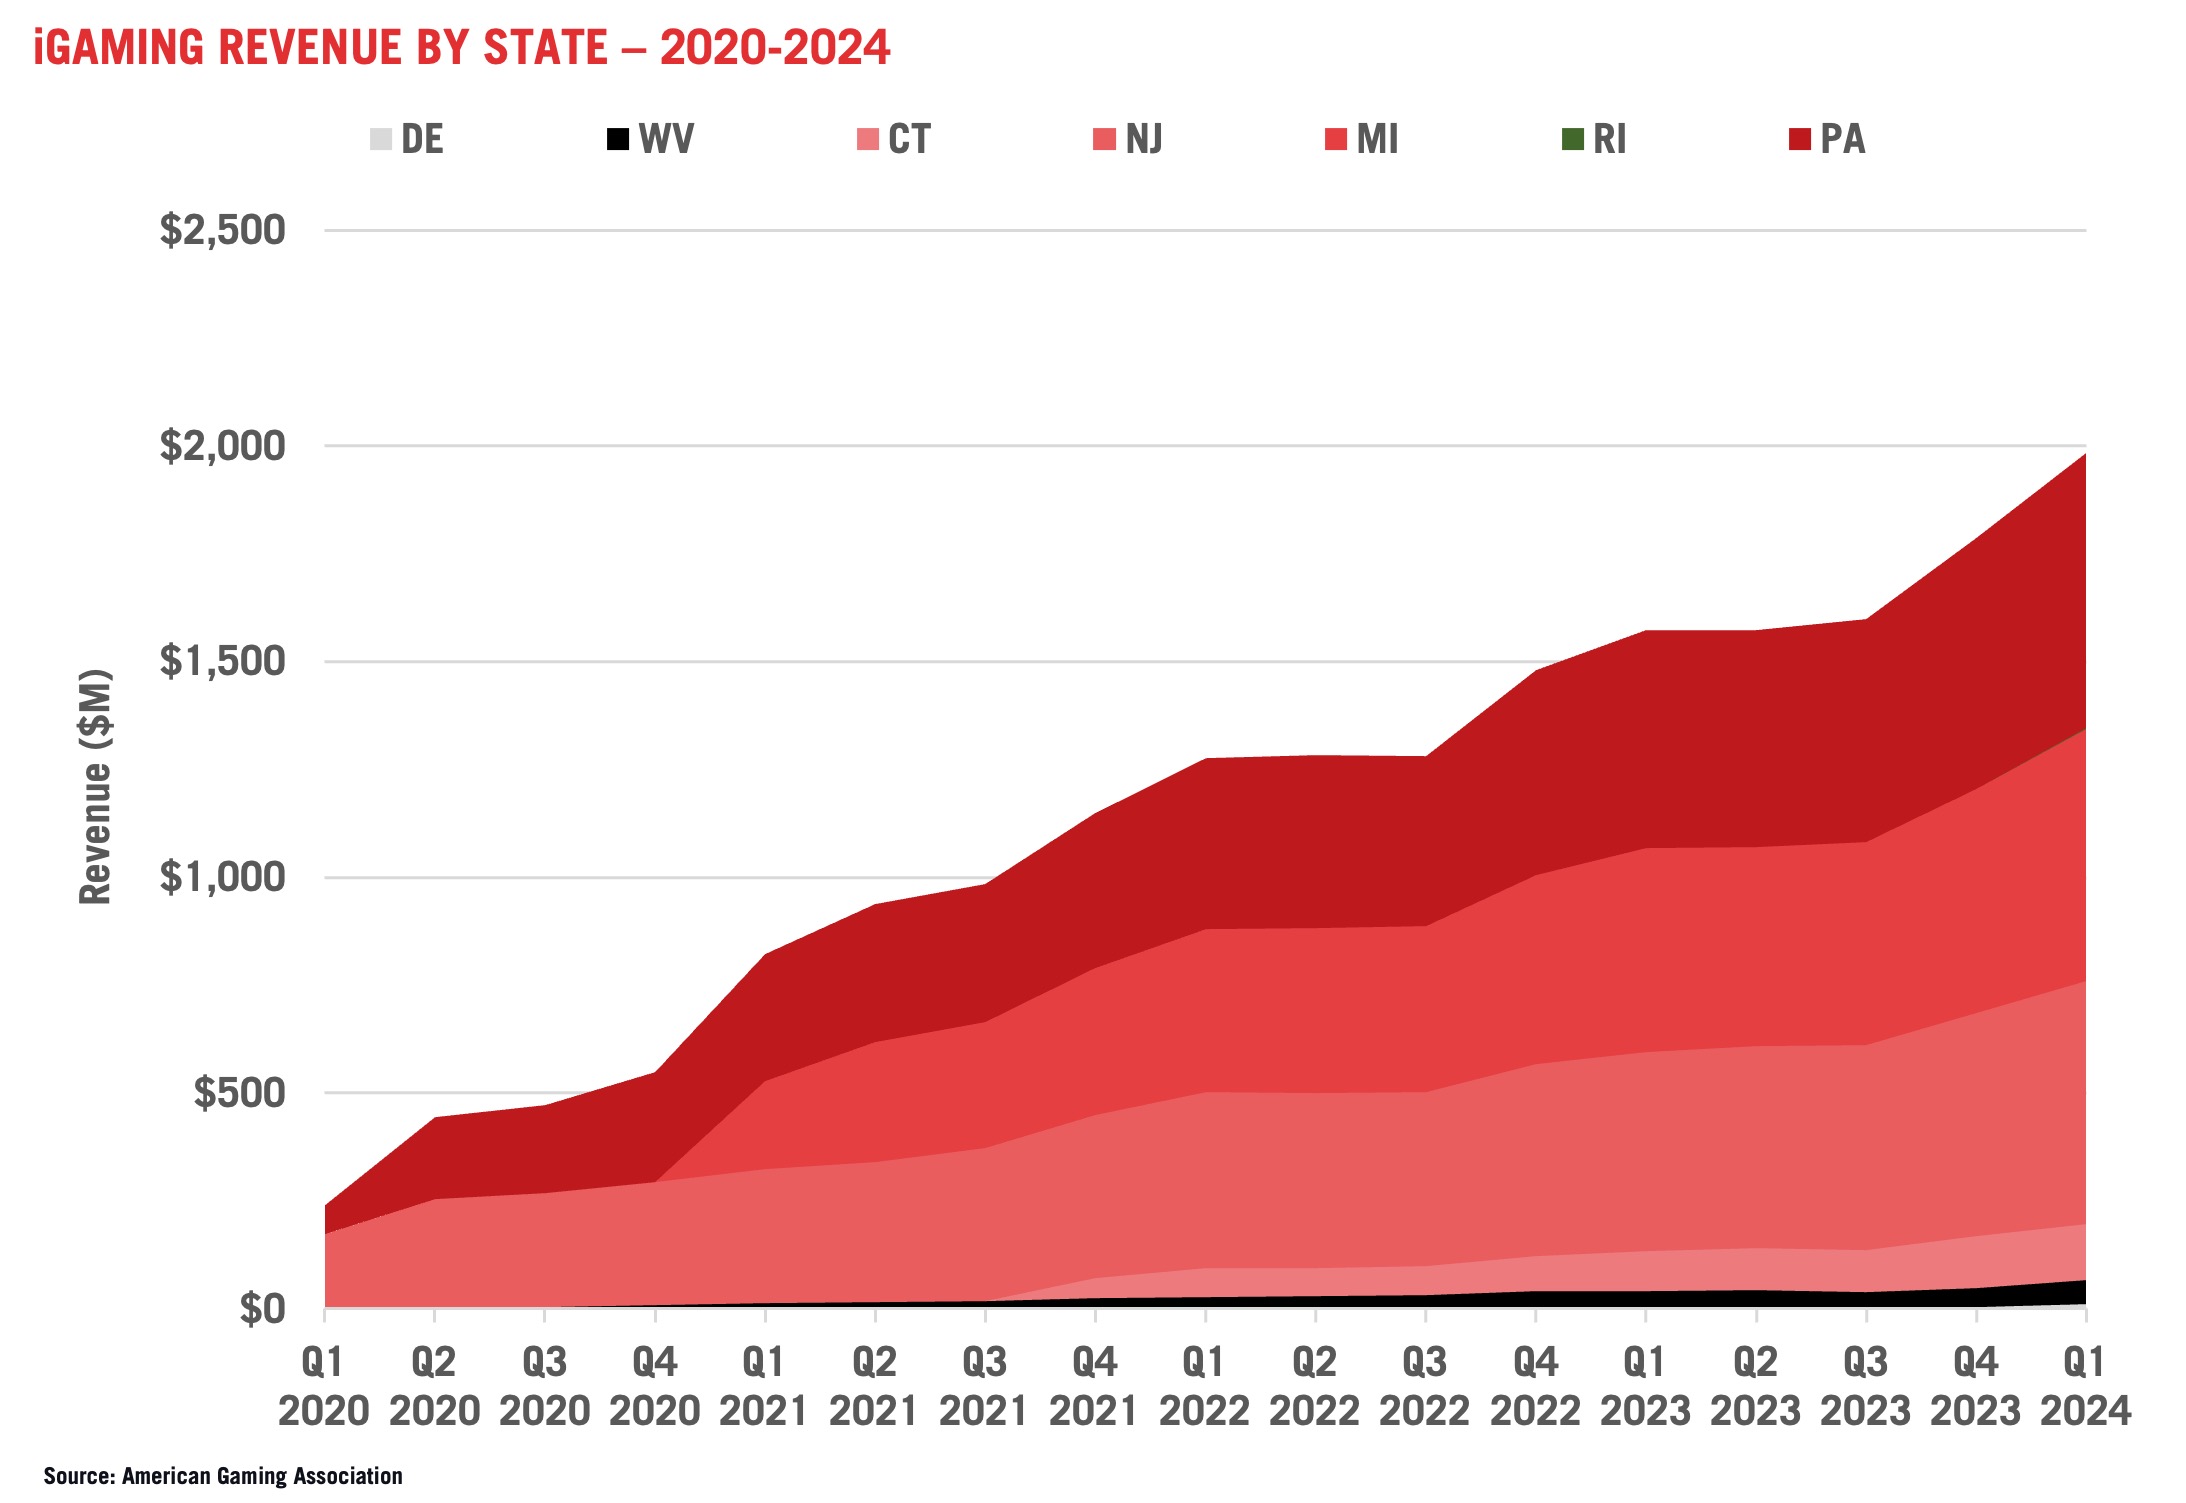 iGAMING REVENUE BY STATE – 2020-2024
DE WV CT NJ MI RI PA
$2,500
$2,000
$1,500
$1,000
$500
$0
Revenue ($M)
Q1 Q2 Q3 Q4 Q1 Q2 Q3 Q4 Q1 Q2 Q3 Q4 Q1 Q2 Q3 Q4 Q1
2020 2020 2020 2020 2021 2021 2021 2021 2022 2022 2022 2022 2023 2023 2023 2023 2024
Source: American Gaming Association